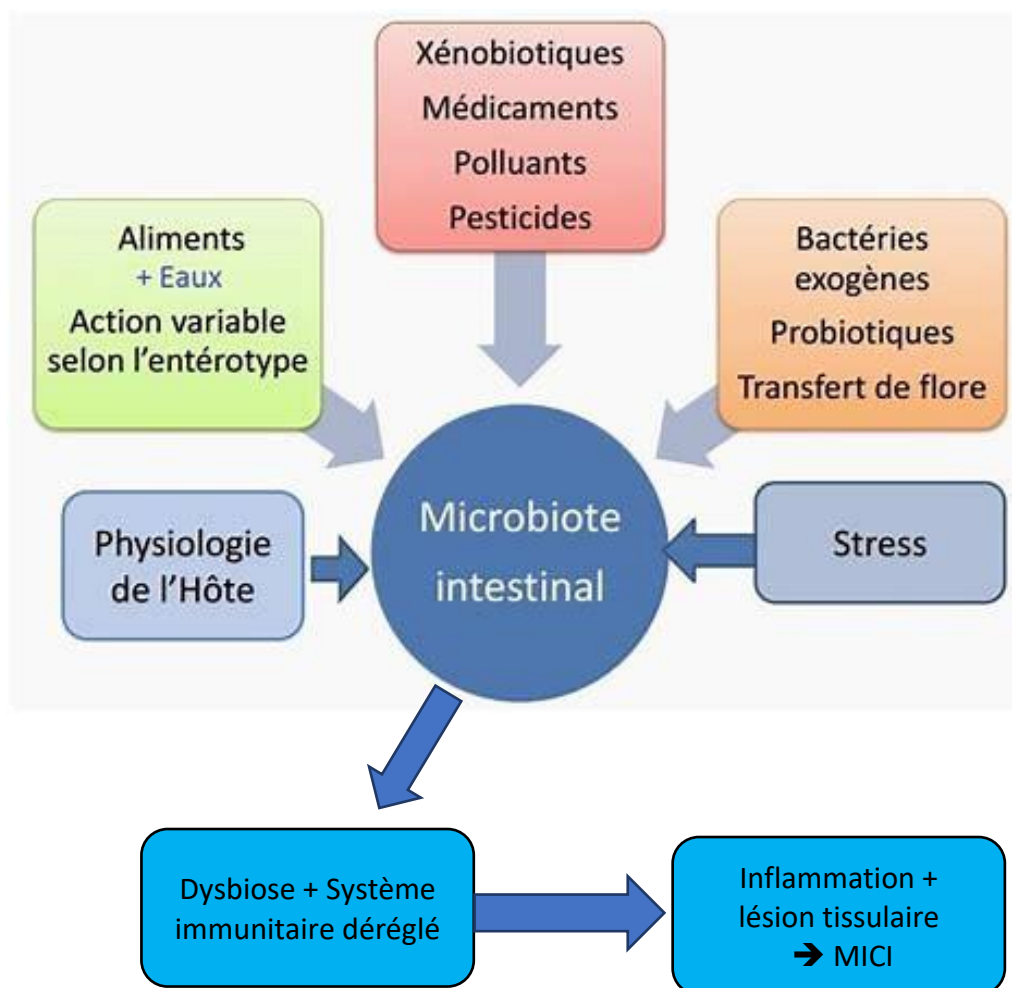 Xénobiotiques
Médicaments
Polluants
Pesticides
Aliments
+ Eaux
Action variable
selon l'entérotype
Bactéries
exogènes
Probiotiques
Transfert de flore
Physiologie
de l'Hôte
Microbiote
intestinal
Stress
Dysbiose + Système
immunitaire déréglé
Inflammation +
lésion tissulaire
➔ MICI